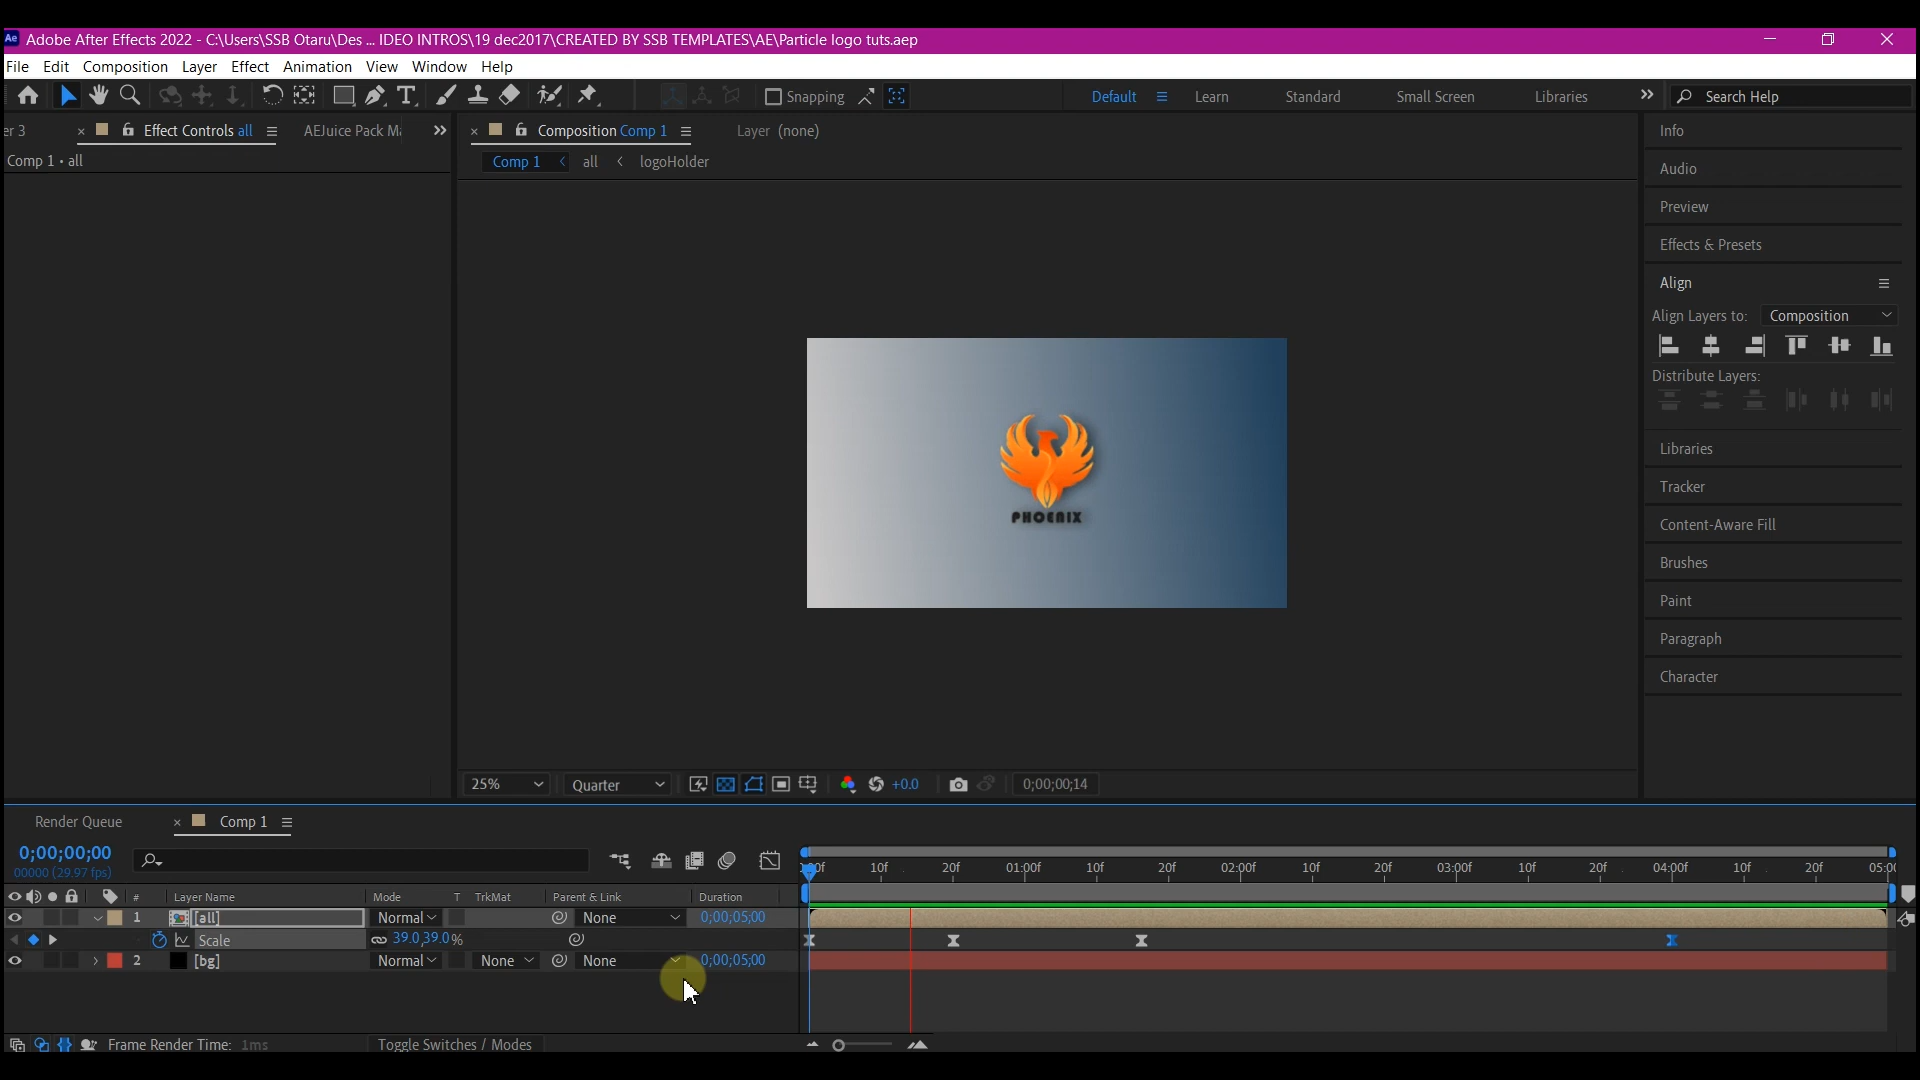 Ae Adobe After Effects 2022 - C:\Users\SSB Otaru\Des ... IDEO INTROS\19 dec2017\CREATED BY SSB TEMPLATES\AE\Particle logo tuts.aep
File Edit Composition Layer Effect Animation View Window Help
Snapping Default Learn Standard Small Screen Libraries Search Help
er 3 Effect Controls all AEJuice Pack Ma Composition Comp 1 Layer (none) Info
Comp 1 • all Comp 1 all logoHolder
Audio
Preview
Effects & Presets
Align
Align Layers to: Composition
Distribute Layers:
Libraries
Tracker
PHOENIX
Content-Aware Fill
Brushes
Paint
Paragraph
Character
25% Quarter +0.0 0;00;00;14
Render Queue Comp 1
0;00;00;00
00000 (29.97 fps)
00f 10f 20f 01:00f 10f 20f 02:00f 10f 20f 03:00f 10f 20f 04:00f 10f 20f 05:00
# Layer Name Mode T TrkMat Parent & Link Duration
1 [all] Normal None 0;00;05;00
Scale 39.0,39.0%
2 [bg] Normal None None 0;00;05;00
Frame Render Time: 1ms Toggle Switches / Modes